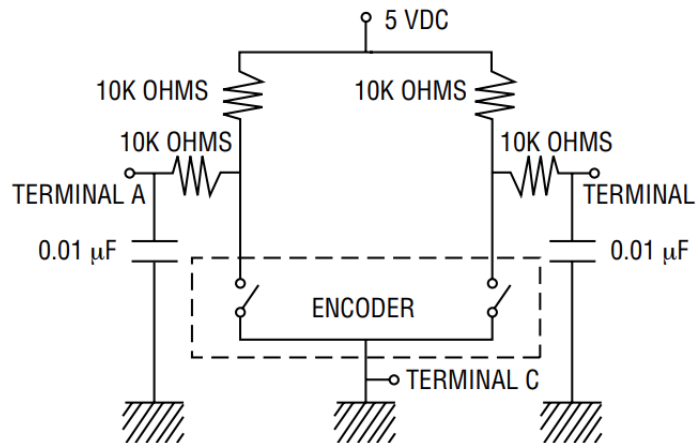 5 VDC
10K OHMS
10K OHMS
10K OHMS
10K OHMS
TERMINAL A
TERMINAL
0.01 µF
0.01 µF
ENCODER
TERMINAL C